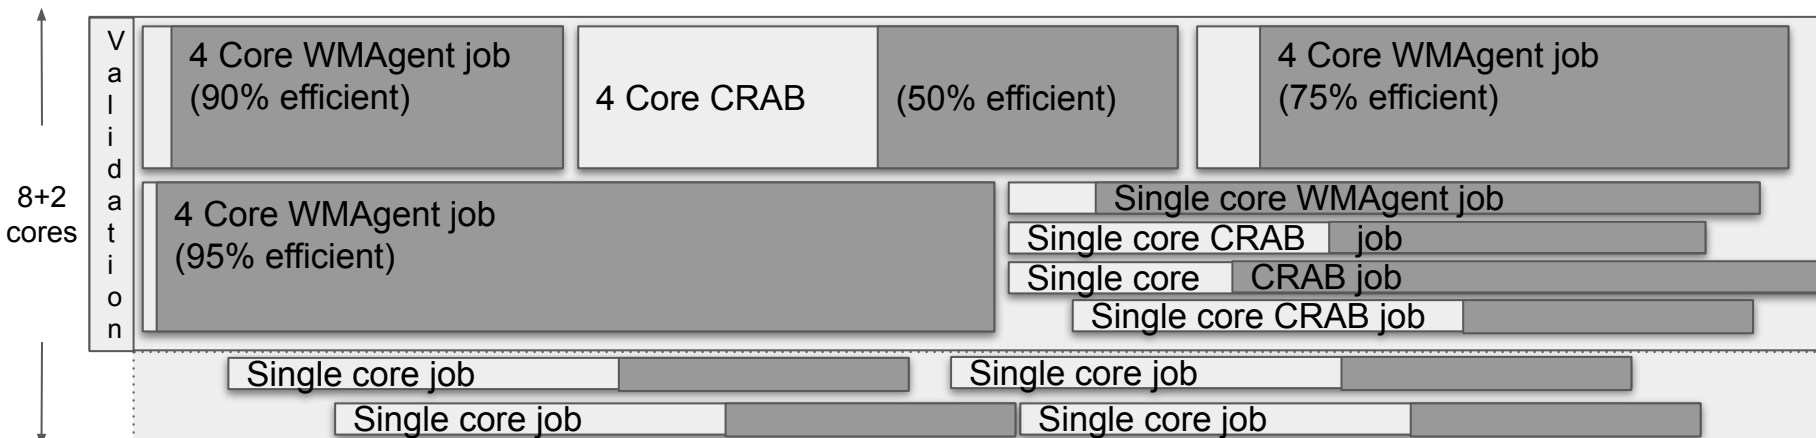 8+2
cores
Validation
4 Core WMAgent job
(90% efficient)
4 Core CRAB (50% efficient)
4 Core WMAgent job
(75% efficient)
4 Core WMAgent job
(95% efficient)
Single core WMAgent job
Single core CRAB job
Single core CRAB job
Single core CRAB job
Single core job
Single core job
Single core job
Single core job